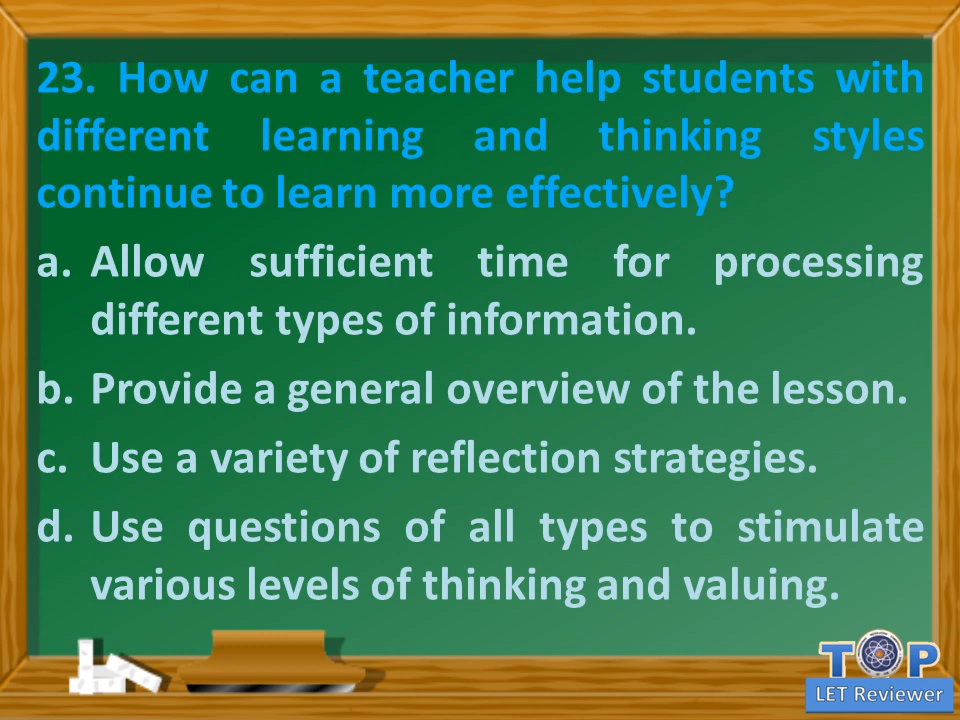 23. How can a teacher help students with
different learning and thinking styles
continue to learn more effectively?
a. Allow sufficient time for processing
different types of information.
b. Provide a general overview of the lesson.
c. Use a variety of reflection strategies.
d. Use questions of all types to stimulate
various levels of thinking and valuing.
TOP
LET Reviewer